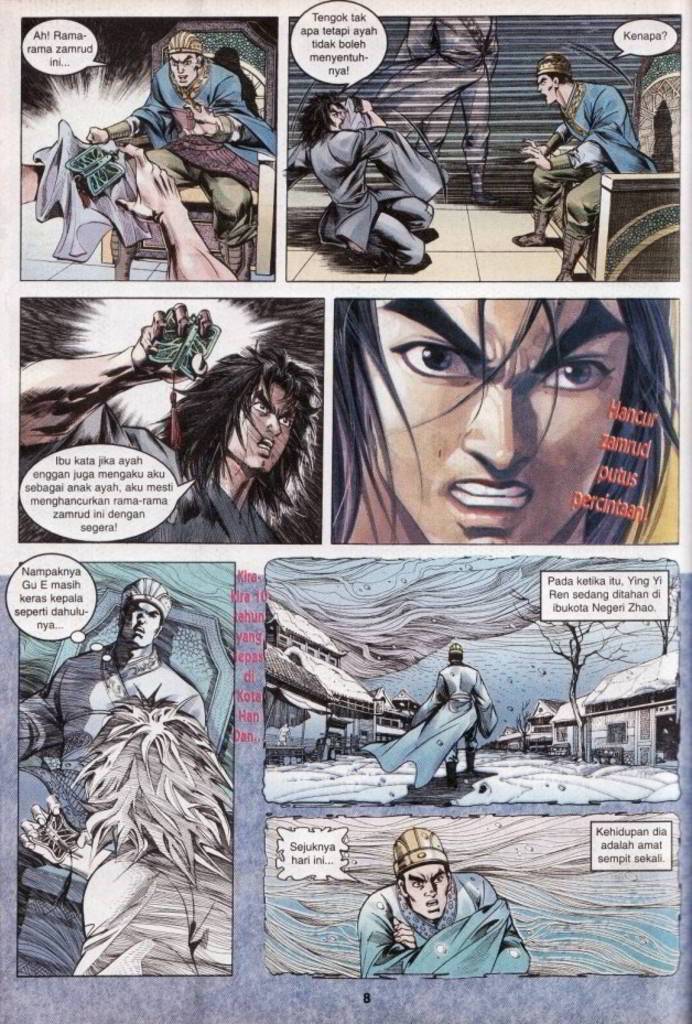 Ah! Rama-
rama zamrud
ini...
Tengok tak
apa tetapi ayah
tidak boleh
menyentuh-
nya!
Kenapa?
Ibu kata jika ayah
enggan juga mengaku aku
sebagai anak ayah, aku mesti
menghancurkan rama-rama
zamrud ini dengan
segera!
Hancur
zamrud
putus
percintaan!
Nampaknya
Gu E masih
keras kepala
seperti dahulu-
nya...
Kira-
kira 10
tahun
yang
lepas
di
Kota
Han
Dan...
Pada ketika itu, Ying Yi
Ren sedang ditahan di
ibukota Negeri Zhao.
Sejuknya
hari ini...
Kehidupan dia
adalah amat
sempit sekali.
8